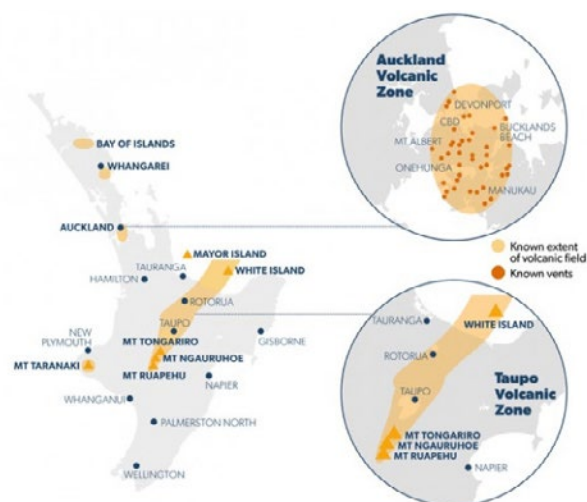 BAY OF ISLANDS
WHANGAREI
AUCKLAND
MAYOR ISLAND
TAURANGA
WHITE ISLAND
HAMILTON
ROTORUA
TAUPO
NEW
PLYMOUTH
MT TONGARIRO
MT NGAURUHOE
GISBORNE
MT TARANAKI
MT RUAPEHU
NAPIER
WHANGANUI
PALMERSTON NORTH
WELLINGTON
Auckland
Volcanic
Zone
DEVONPORT
CBD
BUCKLANDS
BEACH
MT ALBERT
ONEHUNGA
MANUKAU
Known extent
of volcanic field
Known vents
TAURANGA
WHITE ISLAND
ROTORUA
TAUPO
Taupo
Volcanic
Zone
MT TONGARIRO
MT NGAURUHOE
MT RUAPEHU
NAPIER